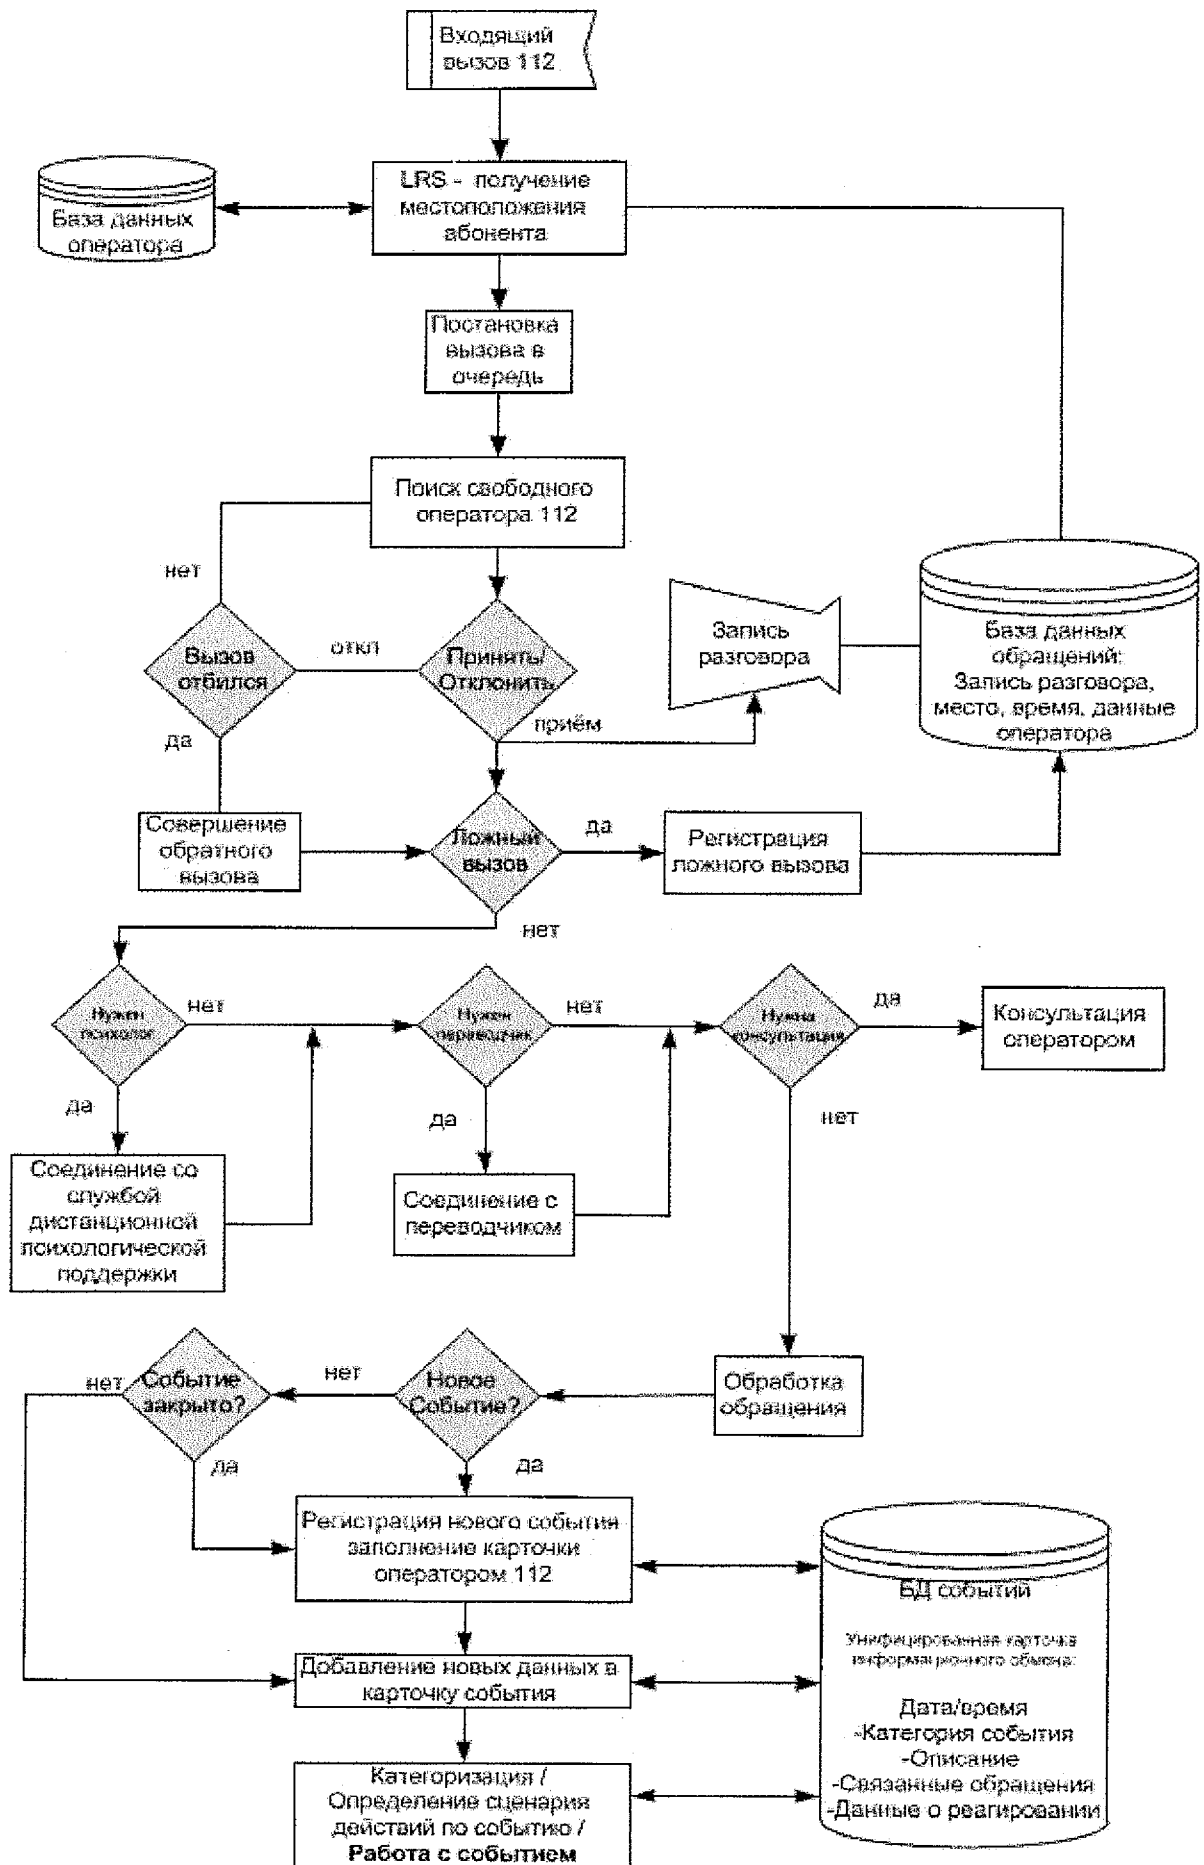 Входящий
вызов 112
LRS - получение
местоположения
абонента
База данных
оператора
Постановка
вызова в
очередь
Поиск свободного
оператора 112
нет
Вызов
отбился
откл
Принять/
Отклонить
приём
да
Запись
разговора
База данных
обращений:
Запись разговора,
место, время, данные
оператора
Совершение
обратного
вызова
Ложный
вызов
да
Регистрация
ложного вызова
нет
Нужен
психолог
нет
Нужен
переводчик
нет
Нужна
консультация
да
Консультация
оператором
да
да
нет
Соединение со
службой
дистанционной
психологической
поддержки
Соединение с
переводчиком
нет
Событие
закрыто?
нет
Новое
Событие?
Обработка
обращения
да
да
Регистрация нового события
заполнение карточки
оператором 112
БД событий
Унифицированная карточка
информационного обмена:
Дата/время
-Категория события
-Описание
-Связанные обращения
-Данные о реагировании
Добавление новых данных в
карточку события
Категоризация /
Определение сценария
действий по событию /
Работа с событием